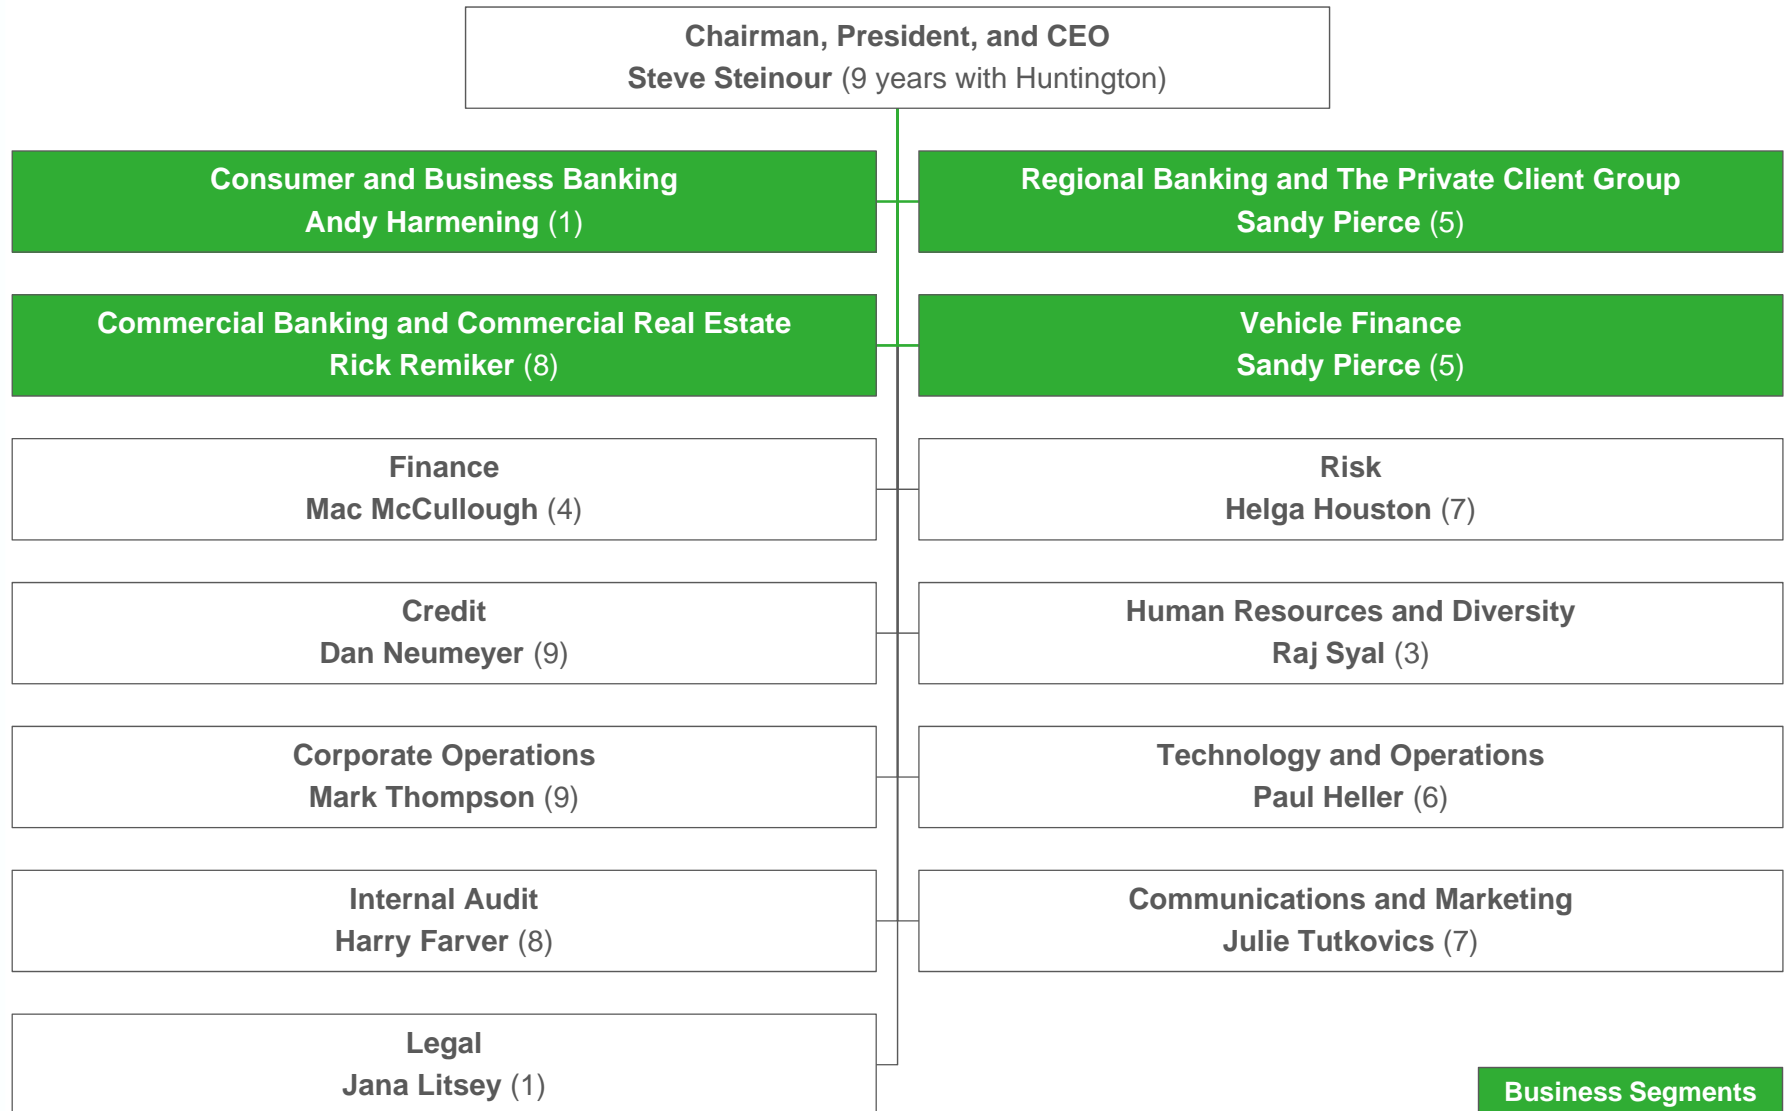 Chairman, President, and CEO
Steve Steinour (9 years with Huntington)
Consumer and Business Banking
Andy Harmening (1)
Regional Banking and The Private Client Group
Sandy Pierce (5)
Commercial Banking and Commercial Real Estate
Rick Remiker (8)
Vehicle Finance
Sandy Pierce (5)
Finance
Mac McCullough (4)
Risk
Helga Houston (7)
Credit
Dan Neumeyer (9)
Human Resources and Diversity
Raj Syal (3)
Corporate Operations
Mark Thompson (9)
Technology and Operations
Paul Heller (6)
Internal Audit
Harry Farver (8)
Communications and Marketing
Julie Tutkovics (7)
Legal
Jana Litsey (1)
Business Segments